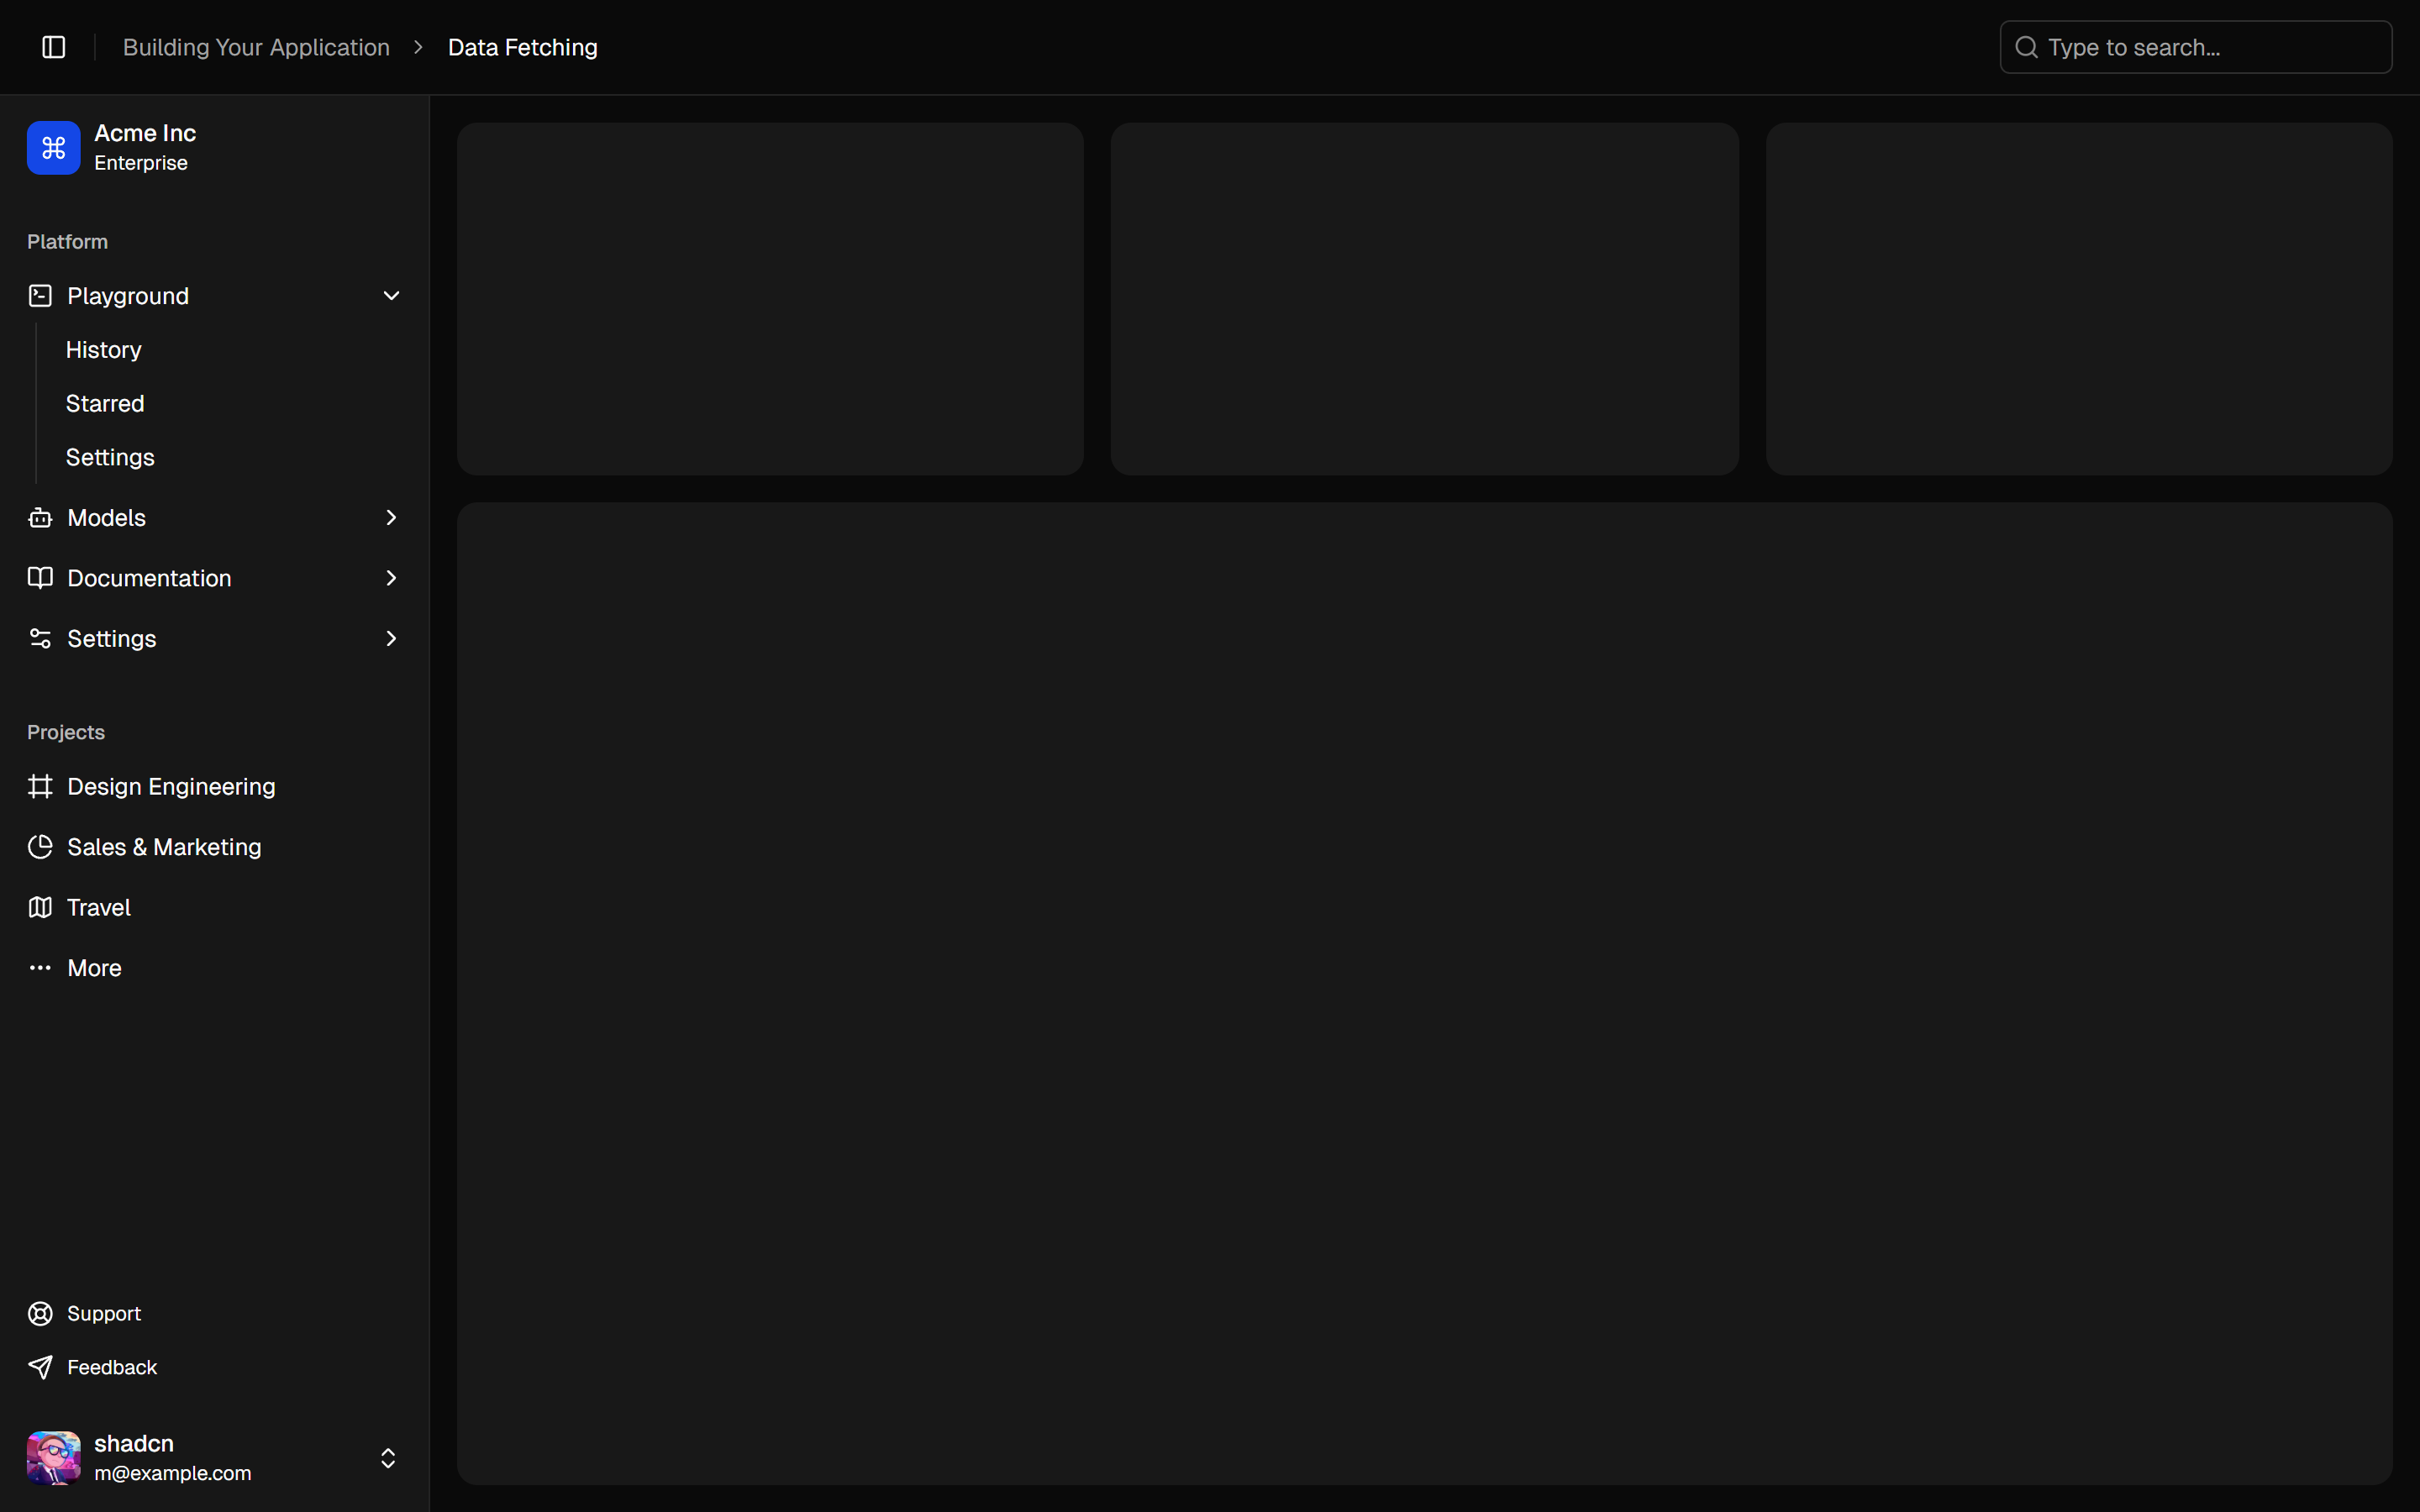 Building Your Application
Data Fetching
Type to search...
Acme Inc
Enterprise
Platform
Playground
History
Starred
Settings
Models
Documentation
Settings
Projects
Design Engineering
Sales & Marketing
Travel
More
Support
Feedback
shadcn
m@example.com